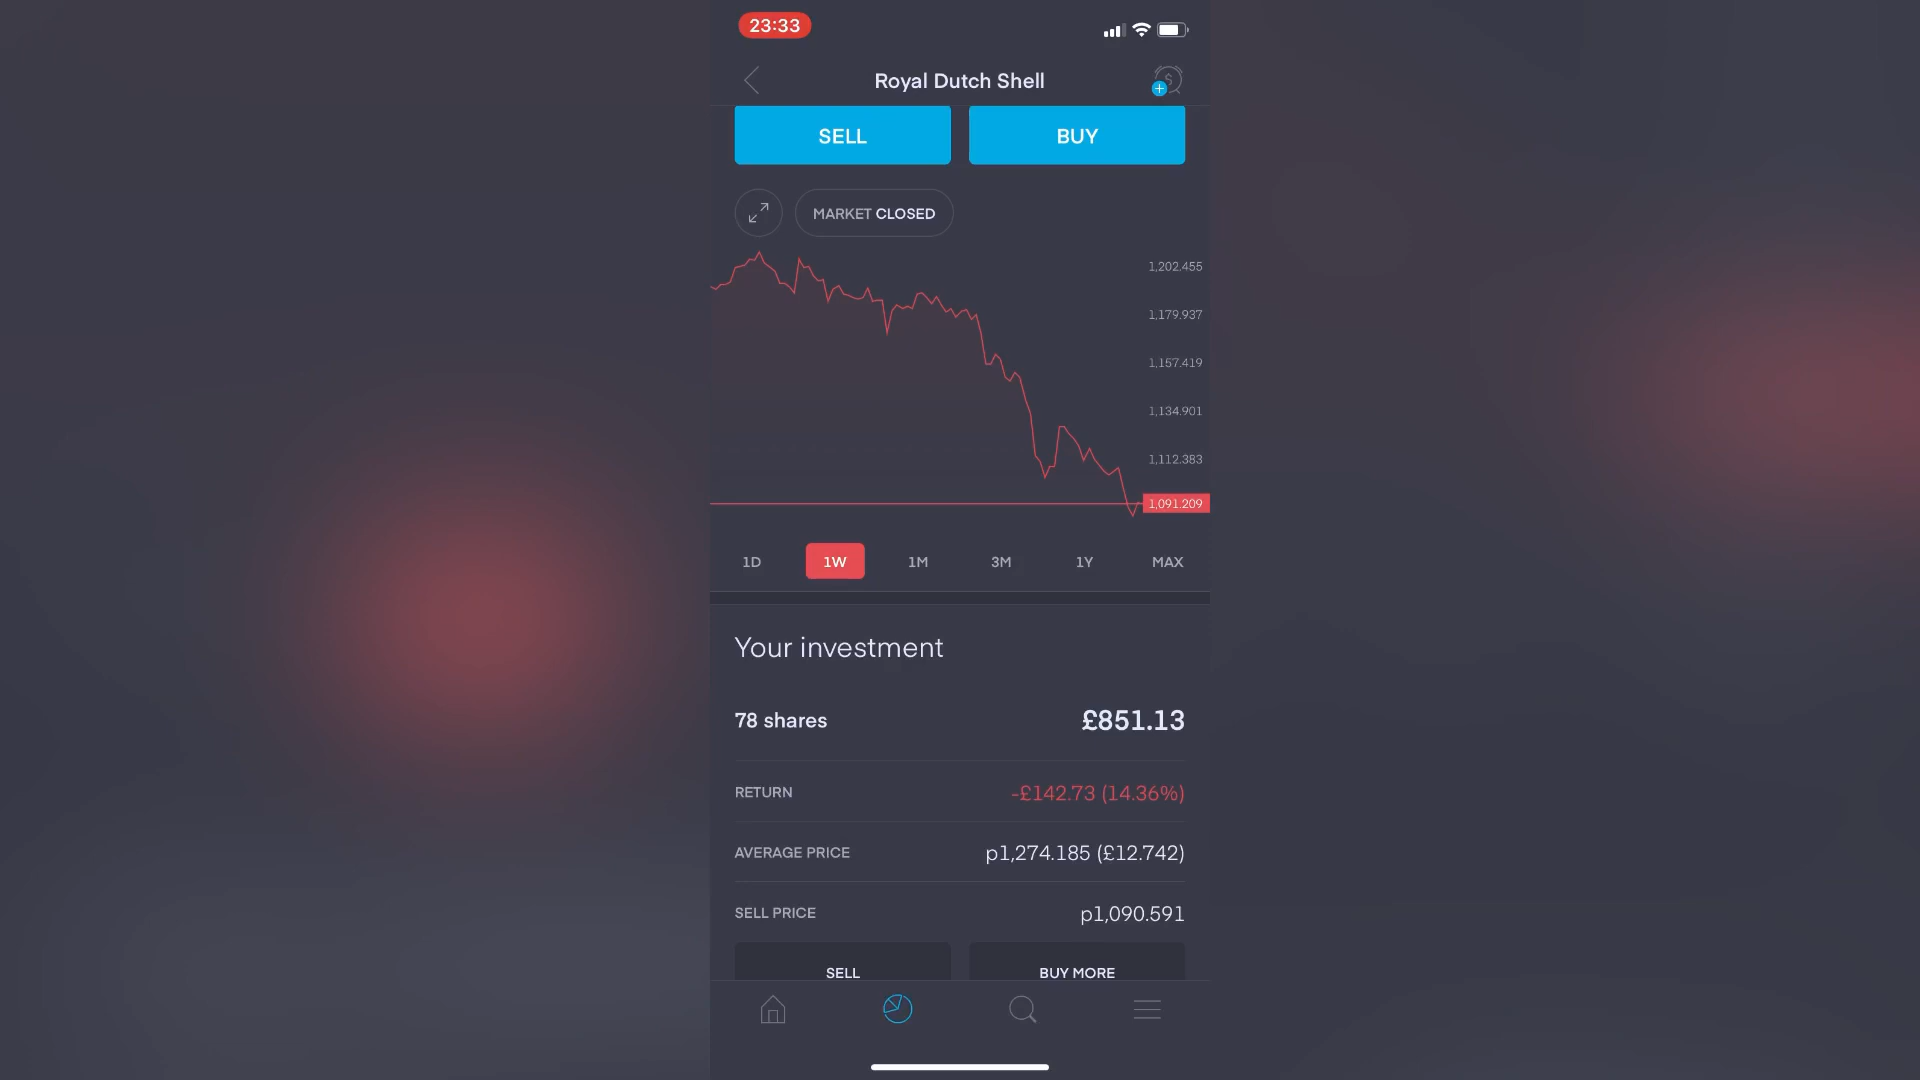 23:33
Royal Dutch Shell
$
+
SELL
BUY
MARKET CLOSED
1,202.455
1,179.937
1,157.419
1,134.901
1,112.383
1,091.209
1D
1W
1M
3M
1Y
MAX
Your investment
78 shares
£851.13
RETURN
-£142.73 (14.36%)
AVERAGE PRICE
p1,274.185 (£12.742)
SELL PRICE
p1,090.591
SELL
BUY MORE